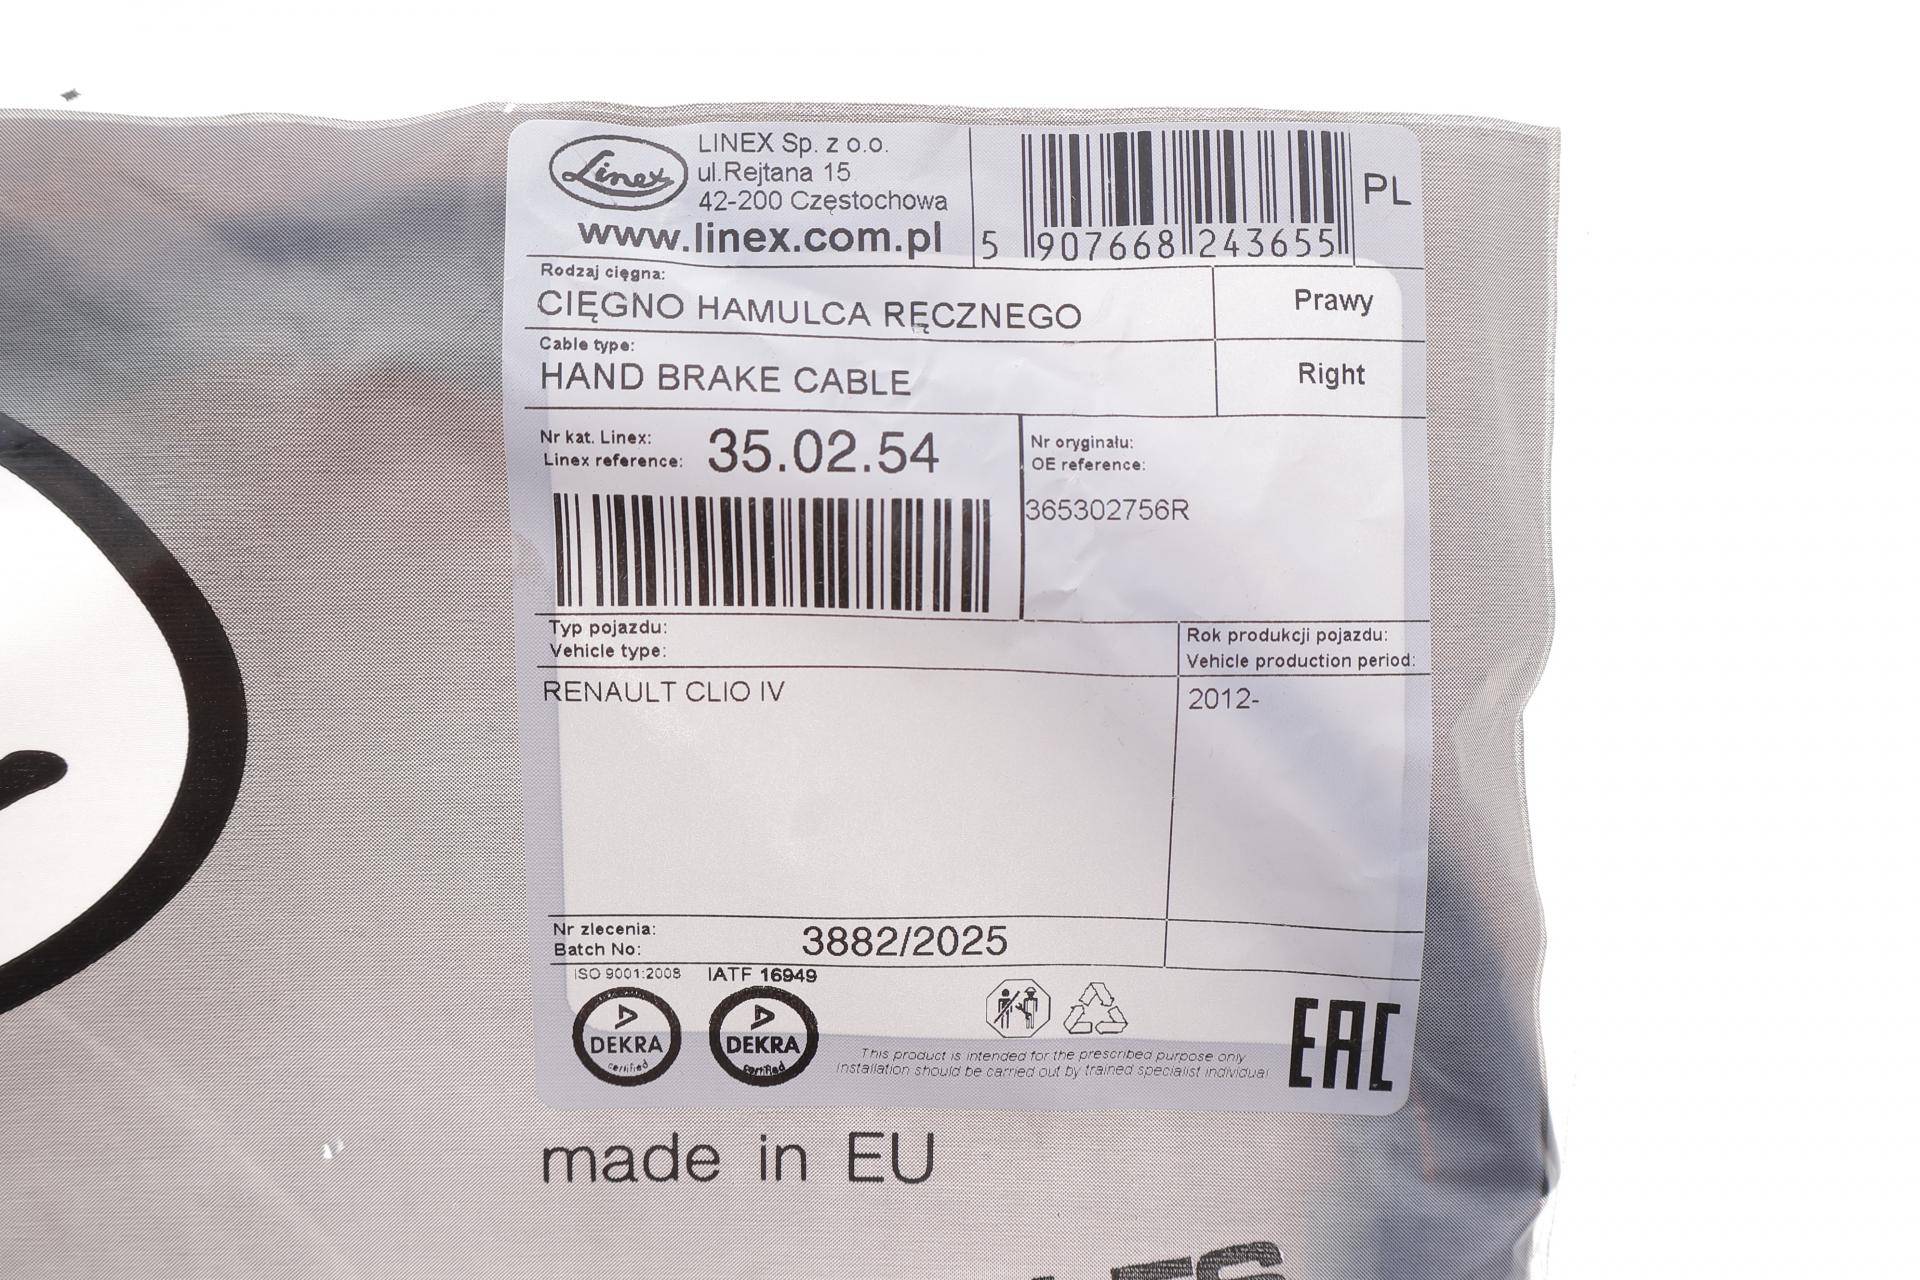 Linex
LINEX Sp. z o.o.
ul.Rejtana 15
42-200 Częstochowa
www.linex.com.pl
5 907668 243655
PL
Rodzaj cięgna:
CIĘGNO HAMULCA RĘCZNEGO
Prawy
Cable type:
HAND BRAKE CABLE
Right
Nr kat. Linex:
Linex reference: 35.02.54
Nr oryginału:
OE reference:
365302756R
Typ pojazdu:
Vehicle type:
Rok produkcji pojazdu:
Vehicle production period:
RENAULT CLIO IV
2012-
Nr zlecenia:
Batch No: 3882/2025
ISO 9001:2008 IATF 16949
DEKRA
certified
DEKRA
certified
This product is intended for the prescribed purpose only
Installation should be carried out by trained specialist individual
EAC
made in EU